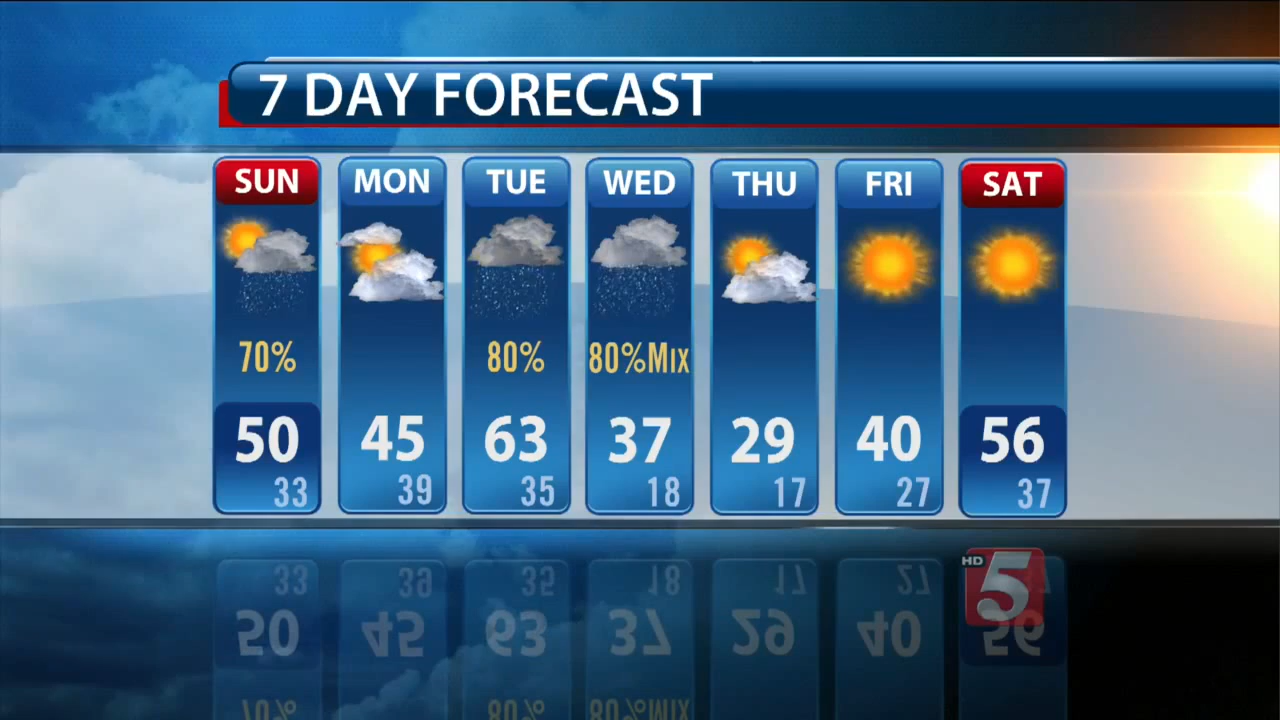 7 DAY FORECAST
SUN MON TUE WED THU FRI SAT
70% 80% 80%MIX
50 45 63 37 29 40 56
33 39 35 18 17 27 37
HD 5